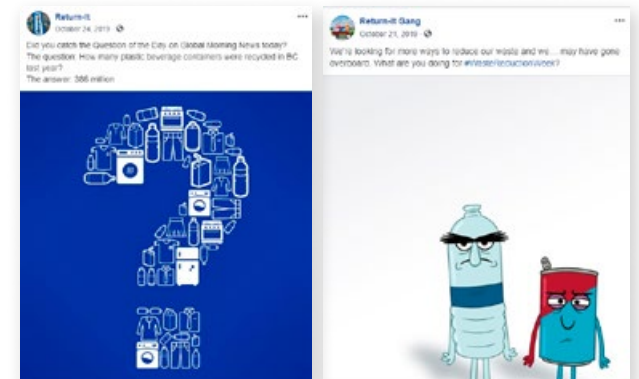 Return-It
October 24, 2019
Did you catch the Question of the Day on Global Morning News today?
The question: How many plastic beverage containers were recycled in BC
last year?
The answer: 386 million
Return-It Gang
October 21, 2019
We're looking for more ways to reduce our waste and we... may have gone
overboard. What are you doing for #WasteReductionWeek?